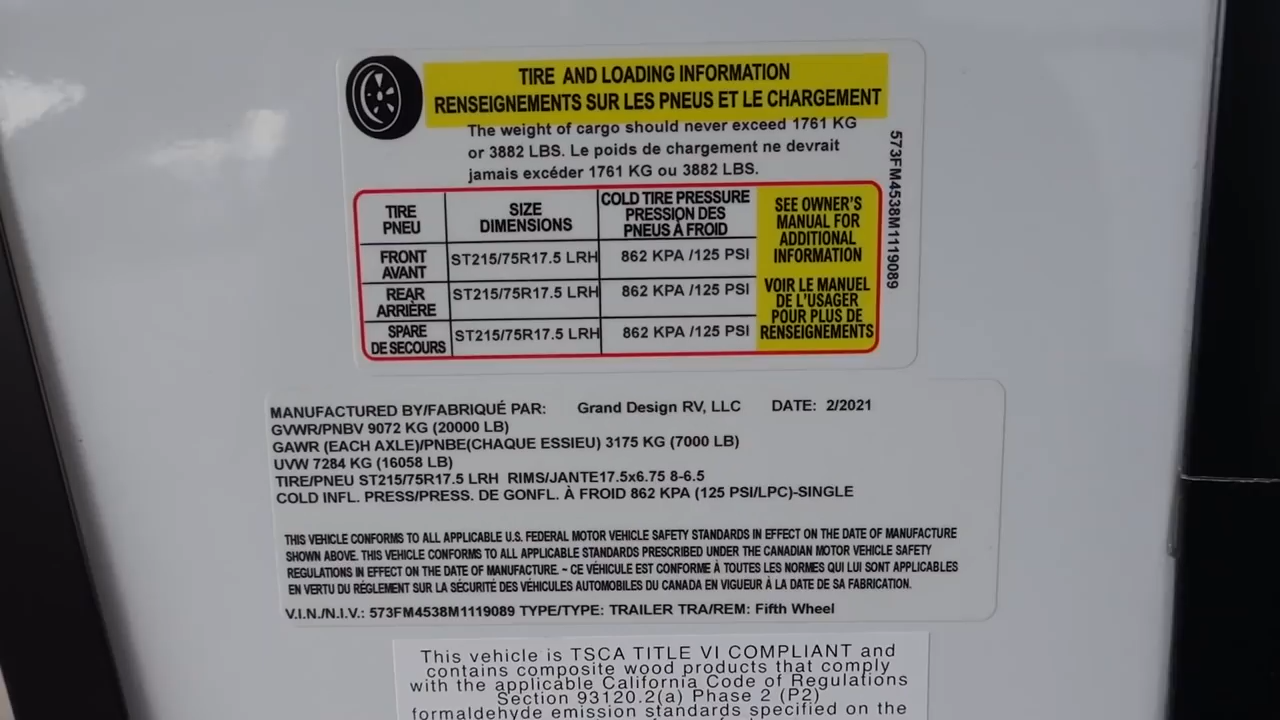 TIRE AND LOADING INFORMATION
RENSEIGNEMENTS SUR LES PNEUS ET LE CHARGEMENT
The weight of cargo should never exceed 1761 KG
or 3882 LBS. Le poids de chargement ne devrait
jamais excéder 1761 KG ou 3882 LBS.
573FM4538M1119089
TIRE
PNEU
SIZE
DIMENSIONS
COLD TIRE PRESSURE
PRESSION DES
PNEUS À FROID
FRONT
AVANT
ST215/75R17.5 LRH
862 KPA /125 PSI
REAR
ARRIÈRE
ST215/75R17.5 LRH
862 KPA /125 PSI
SPARE
DE SECOURS
ST215/75R17.5 LRH
862 KPA /125 PSI
SEE OWNER'S
MANUAL FOR
ADDITIONAL
INFORMATION
VOIR LE MANUEL
DE L'USAGER
POUR PLUS DE
RENSEIGNEMENTS
MANUFACTURED BY/FABRIQUÉ PAR: Grand Design RV, LLC DATE: 2/2021
GVWR/PNBV 9072 KG (20000 LB)
GAWR (EACH AXLE)/PNBE(CHAQUE ESSIEU) 3175 KG (7000 LB)
UVW 7284 KG (16058 LB)
TIRE/PNEU ST215/75R17.5 LRH RIMS/JANTE17.5x6.75 8-6.5
COLD INFL. PRESS/PRESS. DE GONFL. À FROID 862 KPA (125 PSI/LPC)-SINGLE
THIS VEHICLE CONFORMS TO ALL APPLICABLE U.S. FEDERAL MOTOR VEHICLE SAFETY STANDARDS IN EFFECT ON THE DATE OF MANUFACTURE
SHOWN ABOVE. THIS VEHICLE CONFORMS TO ALL APPLICABLE STANDARDS PRESCRIBED UNDER THE CANADIAN MOTOR VEHICLE SAFETY
REGULATIONS IN EFFECT ON THE DATE OF MANUFACTURE. ~ CE VÉHICULE EST CONFORME À TOUTES LES NORMES QUI LUI SONT APPLICABLES
EN VERTU DU RÈGLEMENT SUR LA SÉCURITÉ DES VÉHICULES AUTOMOBILES DU CANADA EN VIGUEUR À LA DATE DE SA FABRICATION.
V.I.N./N.I.V.: 573FM4538M1119089 TYPE/TYPE: TRAILER TRA/REM: Fifth Wheel
This vehicle is TSCA TITLE VI COMPLIANT and
contains composite wood products that comply
with the applicable California Code of Regulations
Section 93120.2(a) Phase 2 (P2)
formaldehyde emission standards specified on the